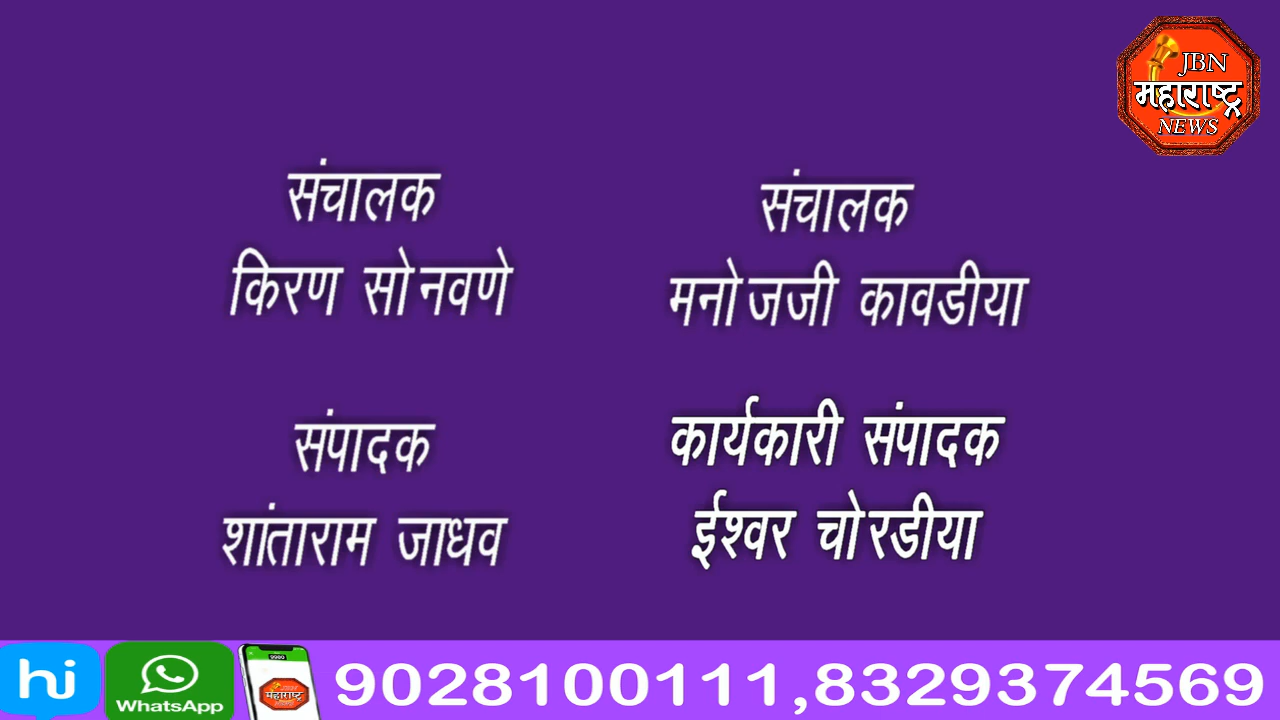 JBN
महाराष्ट्र
NEWS
संचालक
किरण सोनवणे
संचालक
मनोजजी कावडीया
संपादक
शांताराम जाधव
कार्यकारी संपादक
ईश्वर चोरडीया
hi
WhatsApp
महाराष्ट्र
9028100111,8329374569